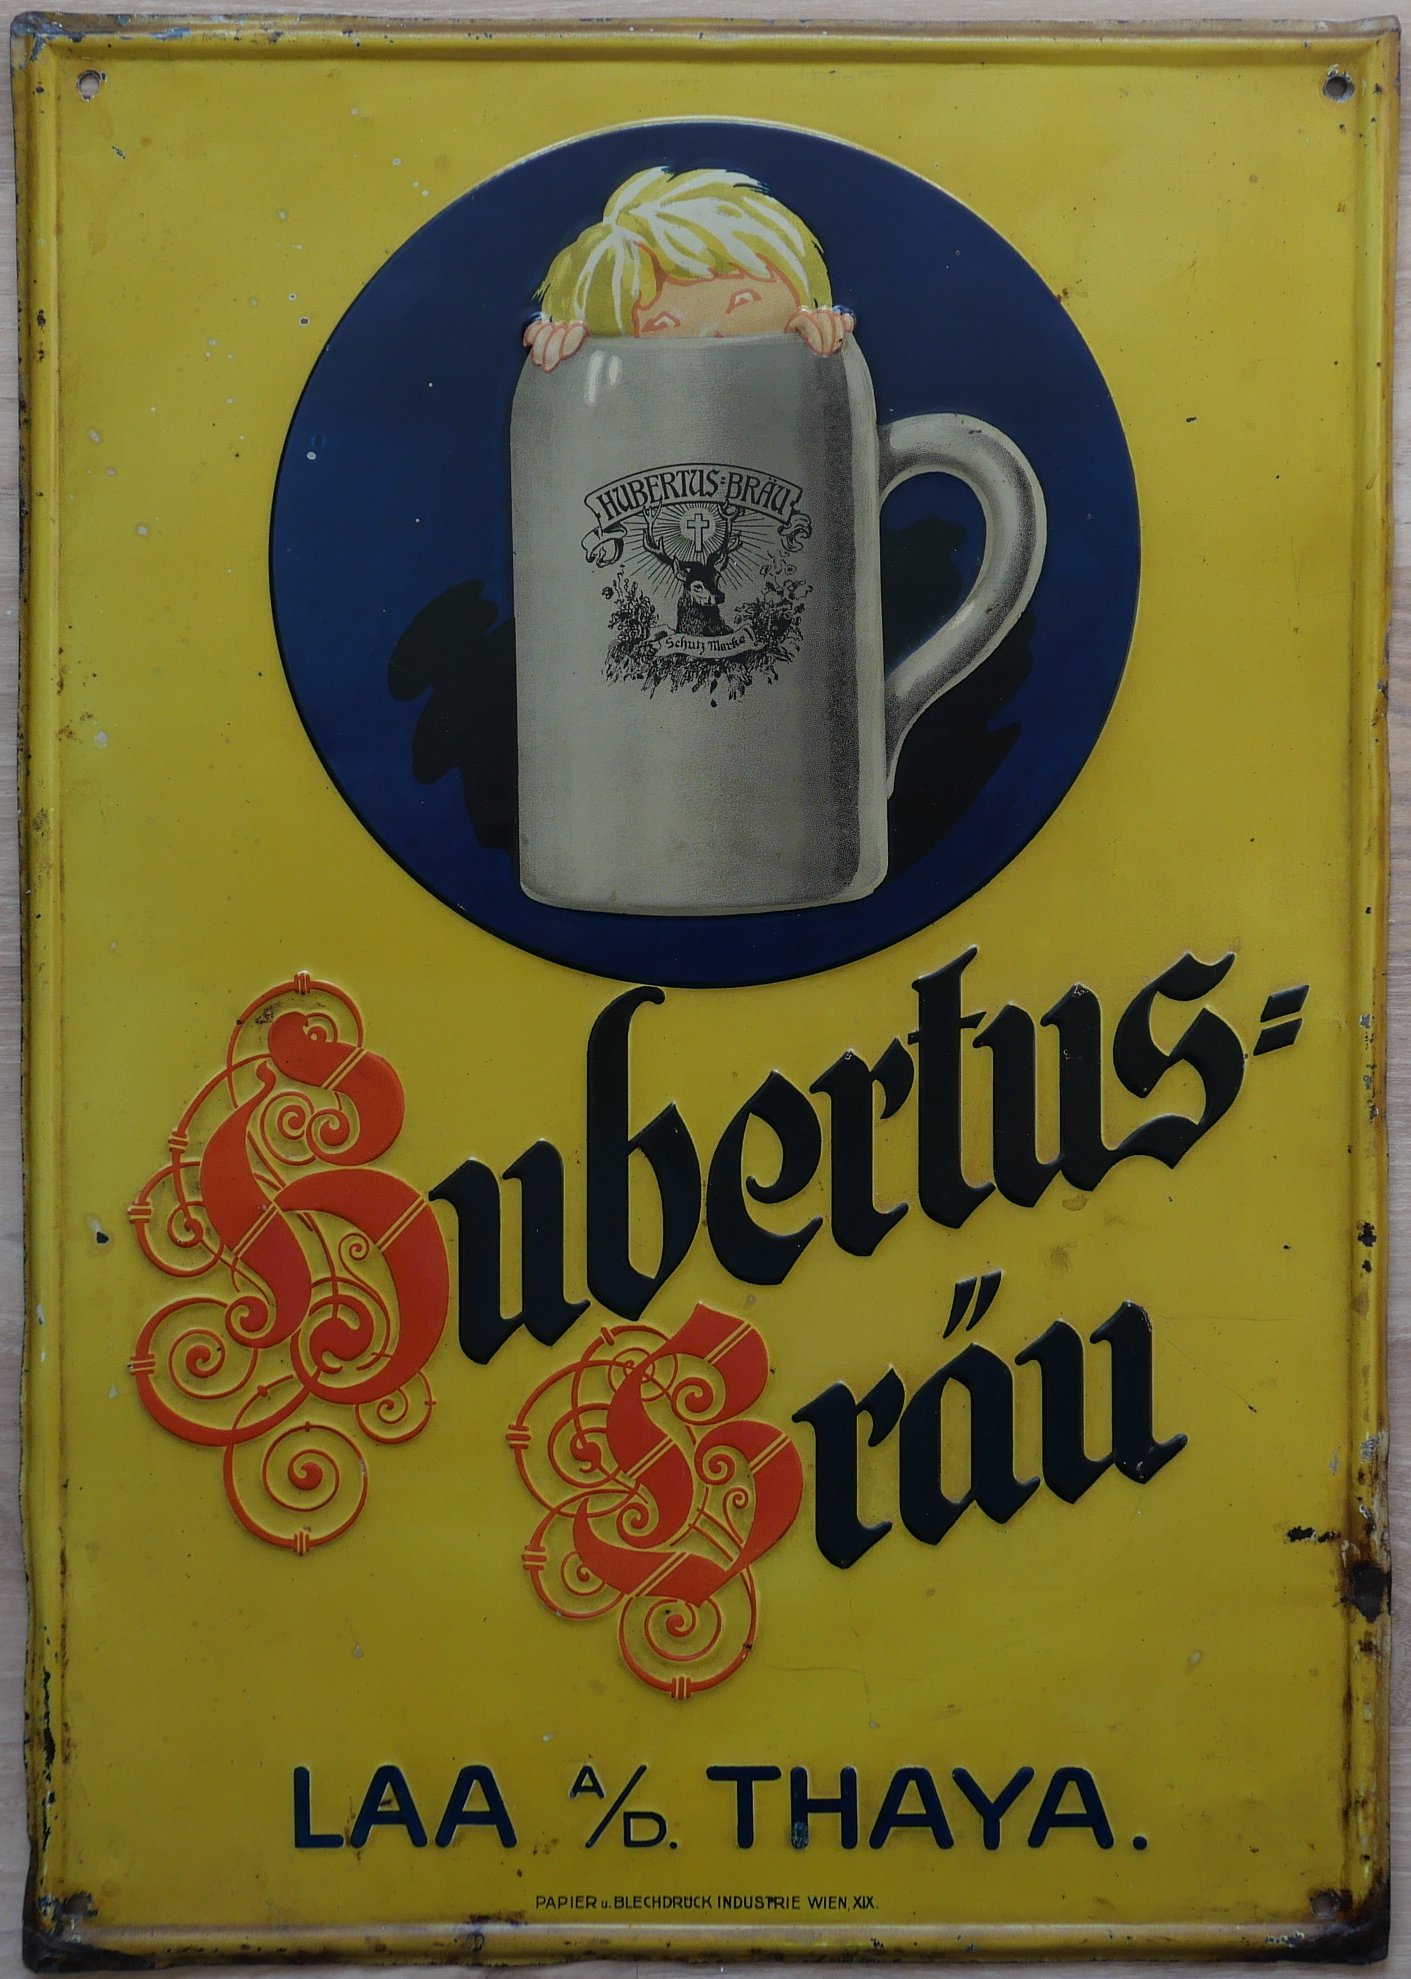 HUBERTUS=BRÄU
Schutz Marke
Hubertus=
Bräu
LAA A/D. THAYA.
PAPIER u. BLECHDRUCK INDUSTRIE WIEN, XIX.